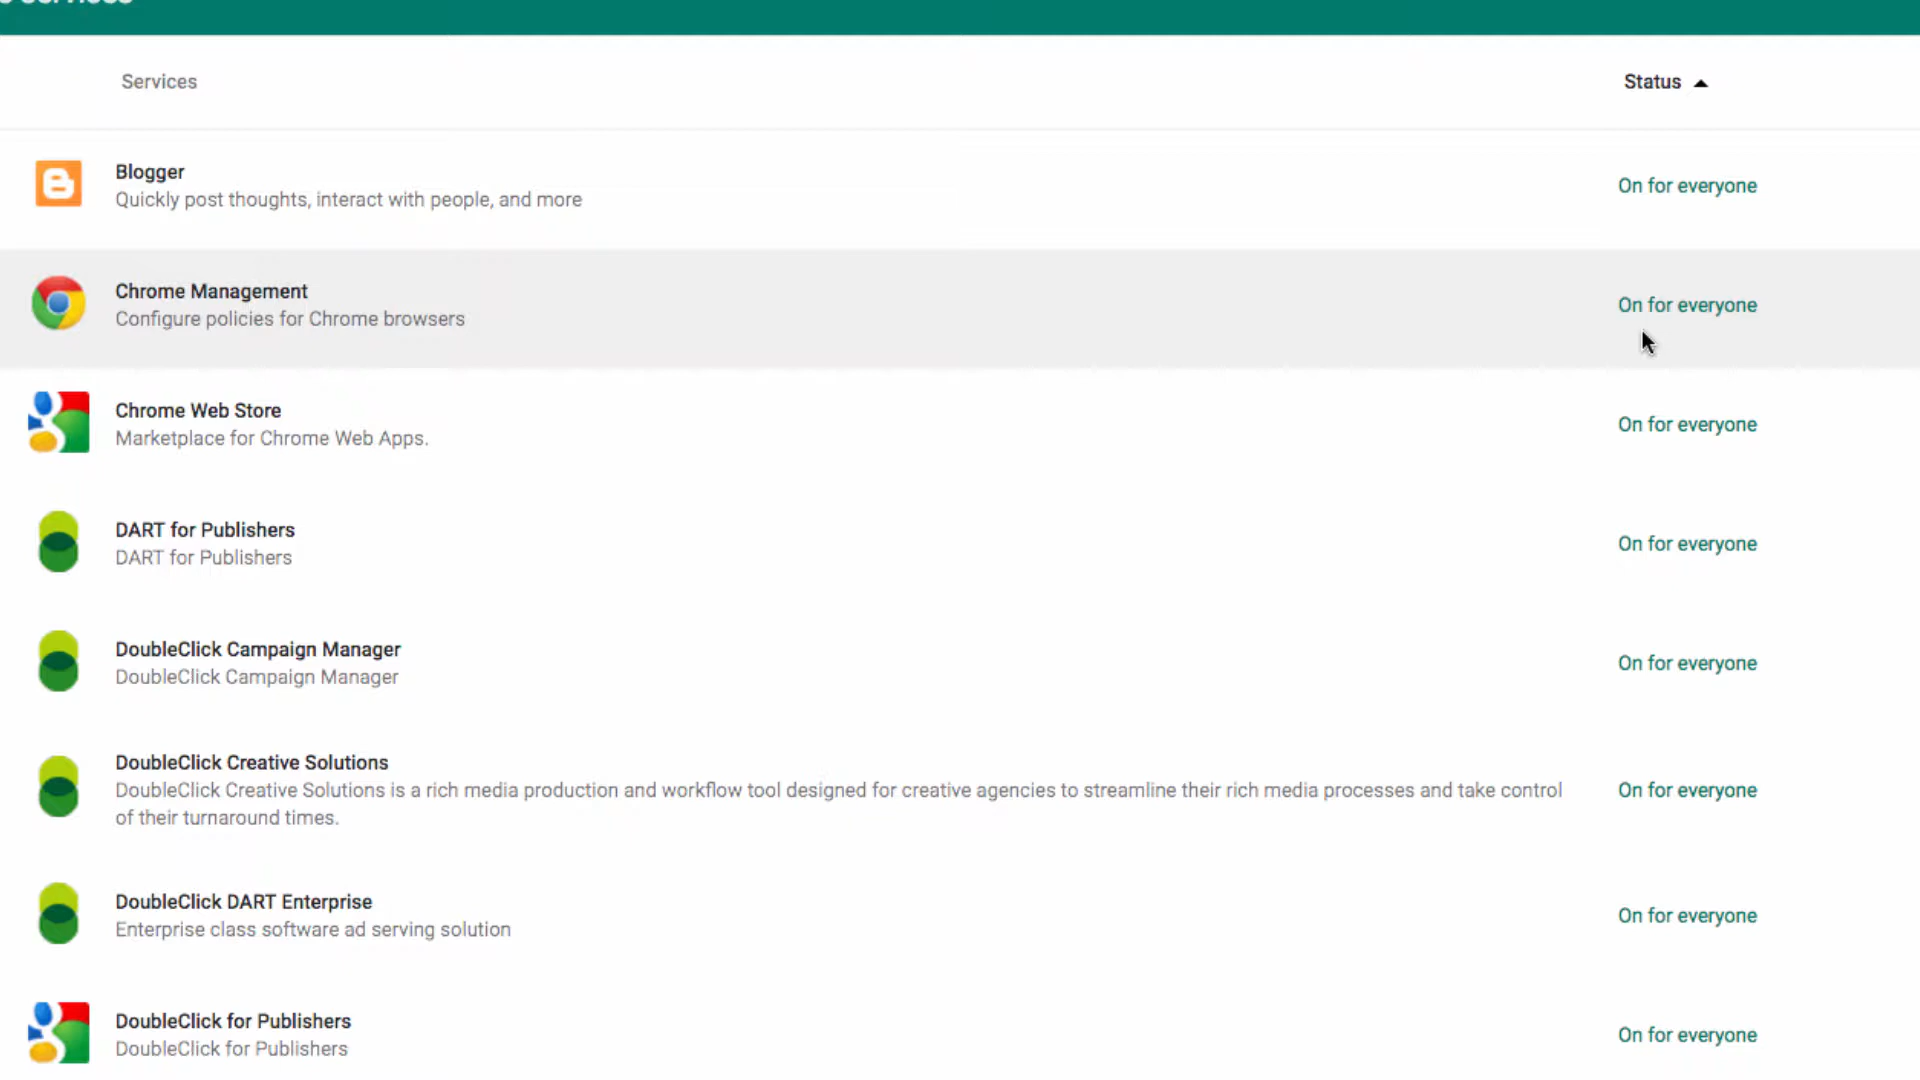 Services
Status
Blogger
Quickly post thoughts, interact with people, and more
On for everyone
Chrome Management
Configure policies for Chrome browsers
On for everyone
Chrome Web Store
Marketplace for Chrome Web Apps.
On for everyone
DART for Publishers
DART for Publishers
On for everyone
DoubleClick Campaign Manager
DoubleClick Campaign Manager
On for everyone
DoubleClick Creative Solutions
DoubleClick Creative Solutions is a rich media production and workflow tool designed for creative agencies to streamline their rich media processes and take control
of their turnaround times.
On for everyone
DoubleClick DART Enterprise
Enterprise class software ad serving solution
On for everyone
DoubleClick for Publishers
DoubleClick for Publishers
On for everyone